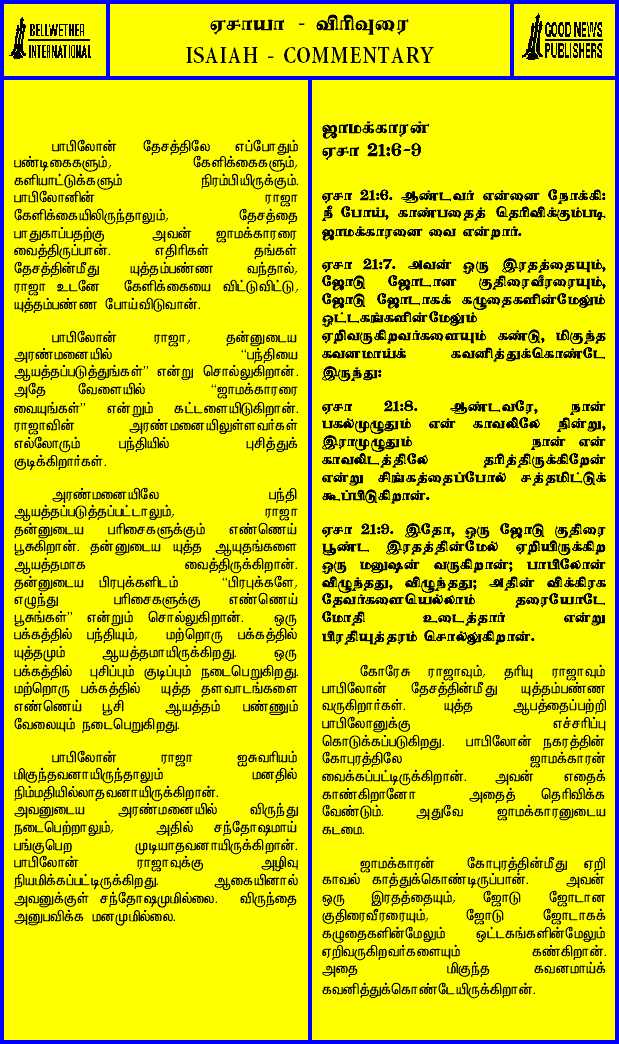 BELLWETHER
INTERNATIONAL
ஏசாயா - விரிவுரை
ISAIAH - COMMENTARY
GOOD NEWS
PUBLISHERS
பாபிலோன் தேசத்திலே எப்போதும்
பண்டிகைகளும், கேளிக்கைகளும்,
களியாட்டுக்களும் நிரம்பியிருக்கும்.
பாபிலோனின் ராஜா
கேளிக்கையிலிருந்தாலும், தேசத்தை
பாதுகாப்பதற்கு அவன் ஜாமக்காரரை
வைத்திருப்பான். எதிரிகள் தங்கள்
தேசத்தின்மீது யுத்தம்பண்ண வந்தால்,
ராஜா உடனே கேளிக்கையை விட்டுவிட்டு,
யுத்தம்பண்ண போய்விடுவான்.
பாபிலோன் ராஜா, தன்னுடைய
அரண்மனையில் “பந்தியை
ஆயத்தப்படுத்துங்கள்” என்று சொல்லுகிறான்.
அதே வேளையில் “ஜாமக்காரரை
வையுங்கள்” என்றும் கட்டளையிடுகிறான்.
ராஜாவின் அரண்மனையிலுள்ளவர்கள்
எல்லோரும் பந்தியில் புசித்துக்
குடிக்கிறார்கள்.
அரண்மனையிலே பந்தி
ஆயத்தப்படுத்தப்பட்டாலும், ராஜா
தன்னுடைய பரிசைகளுக்கும் எண்ணெய்
பூசுகிறான். தன்னுடைய யுத்த ஆயுதங்களை
ஆயத்தமாக வைத்திருக்கிறான்.
தன்னுடைய பிரபுக்களிடம் “பிரபுக்களே,
எழுந்து பரிசைகளுக்கு எண்ணெய்
பூசுங்கள்” என்றும் சொல்லுகிறான். ஒரு
பக்கத்தில் பந்தியும், மற்றொரு பக்கத்தில்
யுத்தமும் ஆயத்தமாயிருக்கிறது. ஒரு
பக்கத்தில் புசிப்பும் குடிப்பும் நடைபெறுகிறது.
மற்றொரு பக்கத்தில் யுத்த தளவாடங்களை
எண்ணெய் பூசி ஆயத்தம் பண்ணும்
வேலையும் நடைபெறுகிறது.
பாபிலோன் ராஜா ஐசுவரியம்
மிகுந்தவனாயிருந்தாலும் மனதில்
நிம்மதியில்லாதவனாயிருக்கிறான்.
அவனுடைய அரண்மனையில் விருந்து
நடைபெற்றாலும், அதில் சந்தோஷமாய்
பங்குபெற முடியாதவனாயிருக்கிறான்.
பாபிலோன் ராஜாவுக்கு அழிவு
நியமிக்கப்பட்டிருக்கிறது. ஆகையினால்
அவனுக்குள் சந்தோஷமுமில்லை. விருந்தை
அனுபவிக்க மனமுமில்லை.
ஜாமக்காரன்
ஏசா 21:6-9
ஏசா 21:6. ஆண்டவர் என்னை நோக்கி:
நீ போய், காண்பதைத் தெரிவிக்கும்படி
ஜாமக்காரனை வை என்றார்.
ஏசா 21:7. அவன் ஒரு இரதத்தையும்,
ஜோடு ஜோடான குதிரைவீரரையும்,
ஜோடு ஜோடாகக் கழுதைகளின்மேலும்
ஒட்டகங்களின்மேலும்
ஏறிவருகிறவர்களையும் கண்டு, மிகுந்த
கவனமாய்க் கவனித்துக்கொண்டே
இருந்து:
ஏசா 21:8. ஆண்டவரே, நான்
பகல்முழுதும் என் காவலிலே நின்று,
இராமுழுதும் நான் என்
காவலிடத்திலே தரித்திருக்கிறேன்
என்று சிங்கத்தைப்போல் சத்தமிட்டுக்
கூப்பிடுகிறான்.
ஏசா 21:9. இதோ, ஒரு ஜோடு குதிரை
பூண்ட இரதத்தின்மேல் ஏறியிருக்கிற
ஒரு மனுஷன் வருகிறான்; பாபிலோன்
விழுந்தது, விழுந்தது; அதின் விக்கிரக
தேவர்களையெல்லாம் தரையோடே
மோதி உடைத்தார் என்று
பிரதியுத்தரம் சொல்லுகிறான்.
கோரேசு ராஜாவும், தரியு ராஜாவும்
பாபிலோன் தேசத்தின்மீது யுத்தம்பண்ண
வருகிறார்கள். யுத்த ஆபத்தைப்பற்றி
பாபிலோனுக்கு எச்சரிப்பு
கொடுக்கப்படுகிறது. பாபிலோன் நகரத்தின்
கோபுரத்திலே ஜாமக்காரன்
வைக்கப்பட்டிருக்கிறான். அவன் எதைக்
காண்கிறானோ அதைத் தெரிவிக்க
வேண்டும். அதுவே ஜாமக்காரனுடைய
கடமை.
ஜாமக்காரன் கோபுரத்தின்மீது ஏறி
காவல் காத்துக்கொண்டிருப்பான். அவன்
ஒரு இரதத்தையும், ஜோடு ஜோடான
குதிரைவீரரையும், ஜோடு ஜோடாகக்
கழுதைகளின்மேலும் ஒட்டகங்களின்மேலும்
ஏறிவருகிறவர்களையும் காண்கிறான்.
அதை மிகுந்த கவனமாய்க்
கவனித்துக்கொண்டேயிருக்கிறான்.